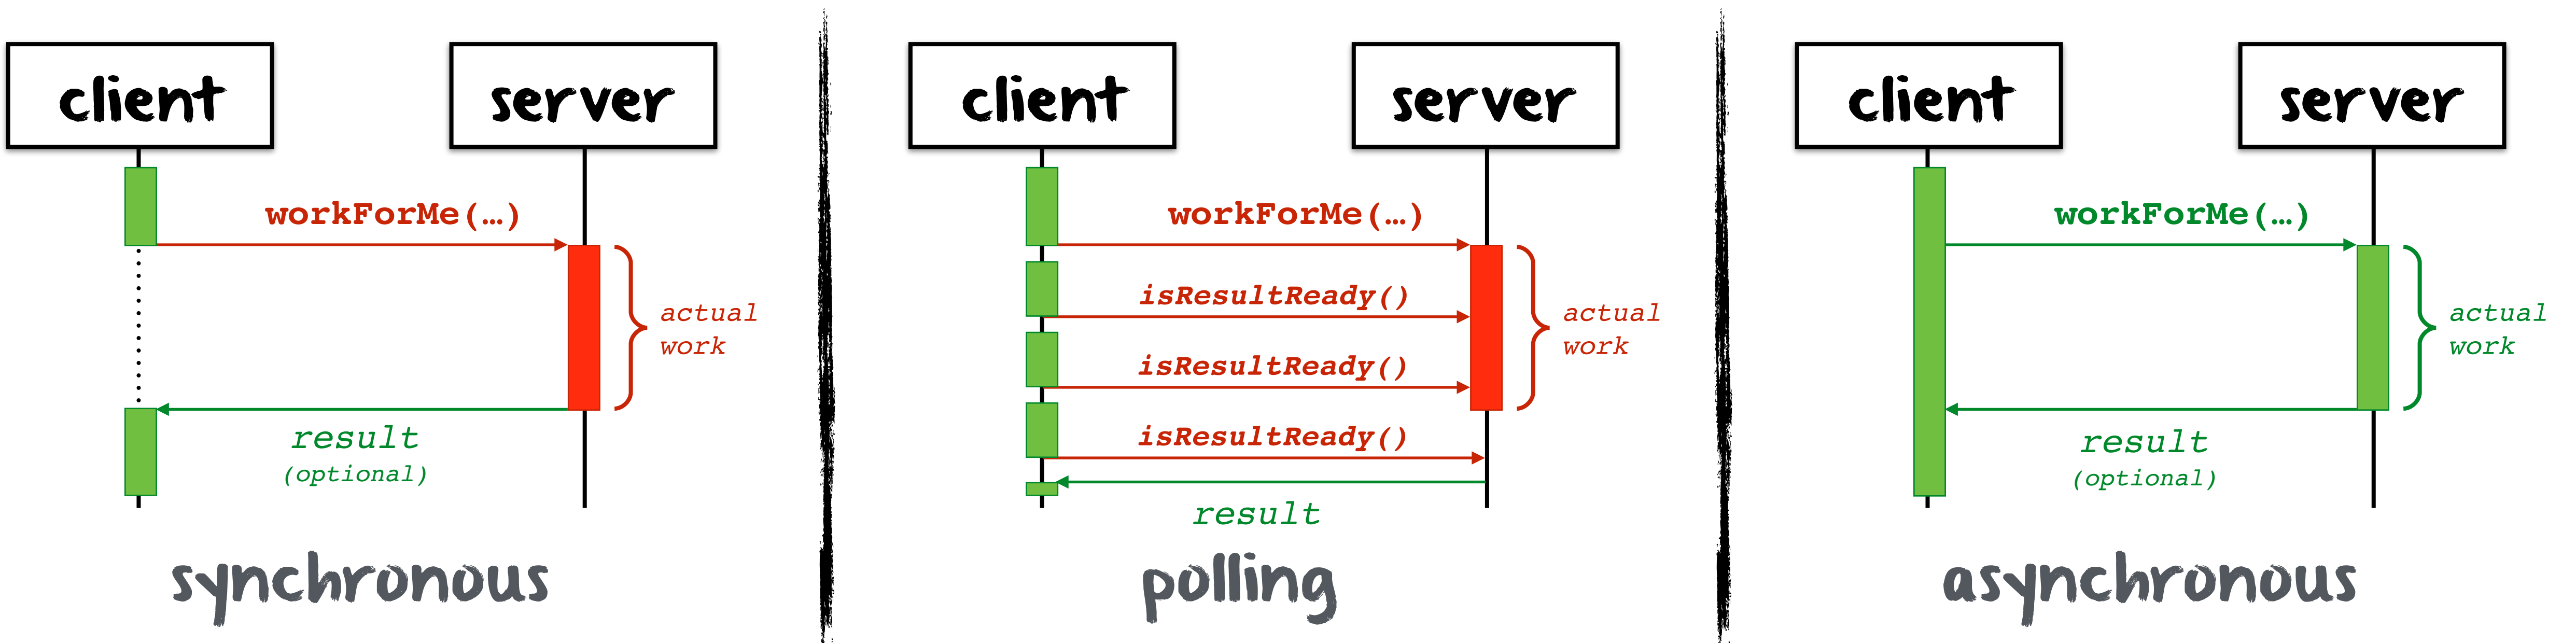 client
server
workForMe(…)
actual
work
result
(optional)
synchronous
client
server
workForMe(…)
isResultReady()
isResultReady()
isResultReady()
actual
work
result
polling
client
server
workForMe(…)
actual
work
result
(optional)
asynchronous